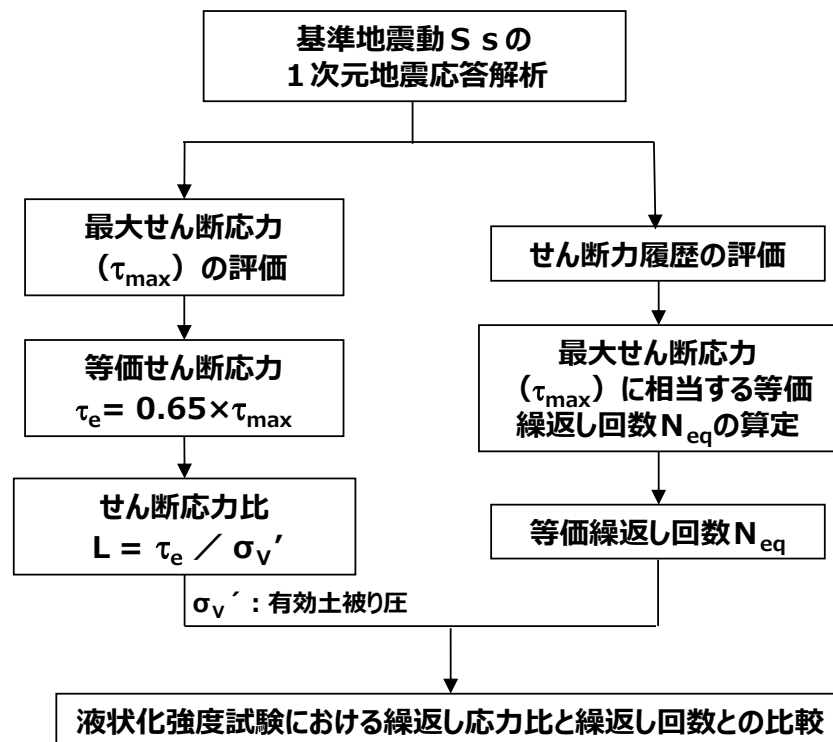 基準地震動Ｓｓの
１次元地震応答解析
最大せん断応力
（τmax）の評価
等価せん断応力
τe= 0.65×τmax
せん断応力比
L = τe ／ σV’
σV´：有効土被り圧
せん断力履歴の評価
最大せん断応力
（τmax）に相当する等価
繰返し回数Neqの算定
等価繰返し回数Neq
液状化強度試験における繰返し応力比と繰返し回数との比較